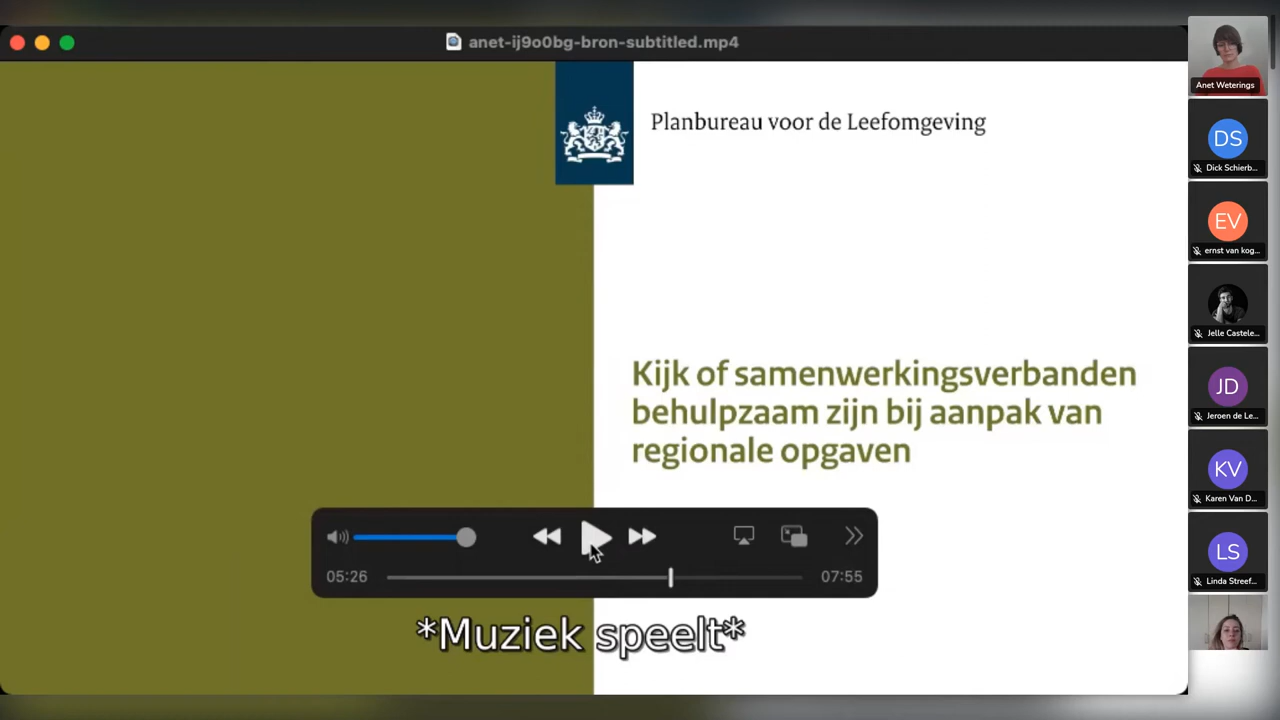 anet-ij9o0bg-bron-subtitled.mp4
Planbureau voor de Leefomgeving
Kijk of samenwerkingsverbanden
behulpzaam zijn bij aanpak van
regionale opgaven
05:26
07:55
*Muziek speelt*
Anet Weterings
DS
Dick Schierb...
EV
ernst van kog...
Jelle Castele...
JD
Jeroen de Le...
KV
Karen Van D...
LS
Linda Streef...